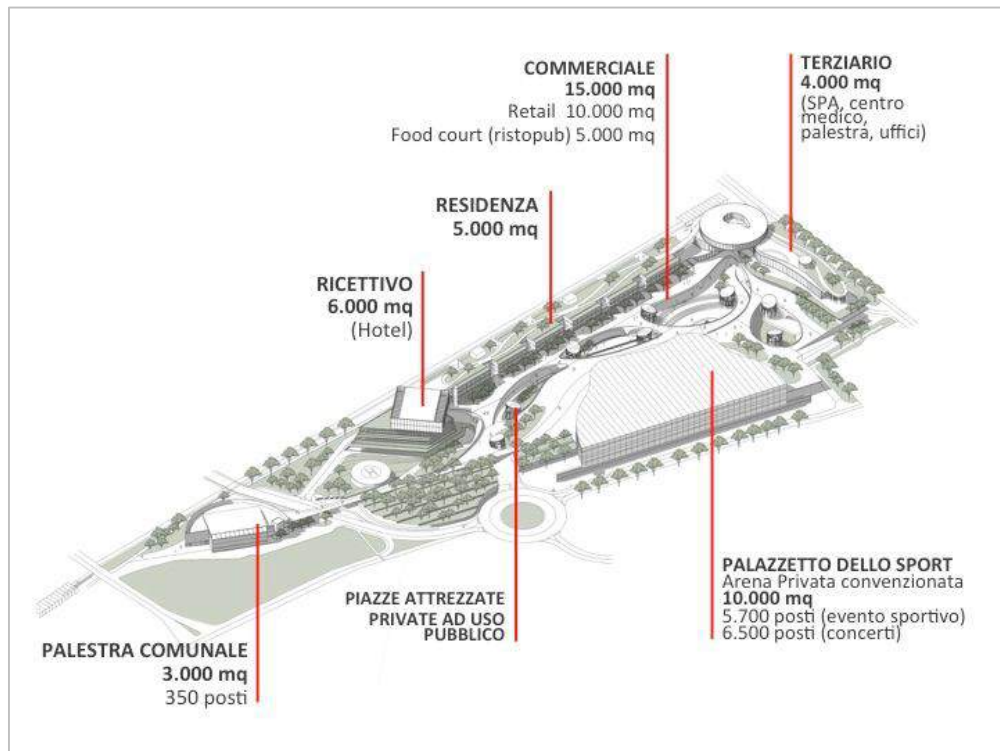 COMMERCIALE
15.000 mq
Retail 10.000 mq
Food court (ristopub) 5.000 mq
TERZIARIO
4.000 mq
(SPA, centro
medico,
palestra, uffici)
RESIDENZA
5.000 mq
RICETTIVO
6.000 mq
(Hotel)
H
PIAZZE ATTREZZATE
PRIVATE AD USO
PUBBLICO
PALAZZETTO DELLO SPORT
Arena Privata convenzionata
10.000 mq
5.700 posti (evento sportivo)
6.500 posti (concerti)
PALESTRA COMUNALE
3.000 mq
350 posti